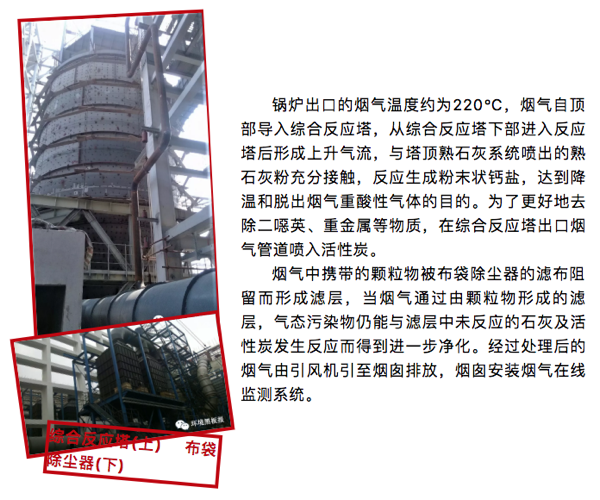 锅炉出口的烟气温度约为220°C，烟气自顶
部导入综合反应塔，从综合反应塔下部进入反应
塔后形成上升气流，与塔顶熟石灰系统喷出的熟
石灰粉充分接触，反应生成粉末状钙盐，达到降
温和脱出烟气重酸性气体的目的。为了更好地去
除二噁英、重金属等物质，在综合反应塔出口烟
气管道喷入活性炭。
烟气中携带的颗粒物被布袋除尘器的滤布阻
留而形成滤层，当烟气通过由颗粒物形成的滤
层，气态污染物仍能与滤层中未反应的石灰及活
性炭发生反应而得到进一步净化。经过处理后的
烟气由引风机引至烟囱排放，烟囱安装烟气在线
监测系统。
环境黑板报
综合反应塔(上) 布袋
除尘器(下)